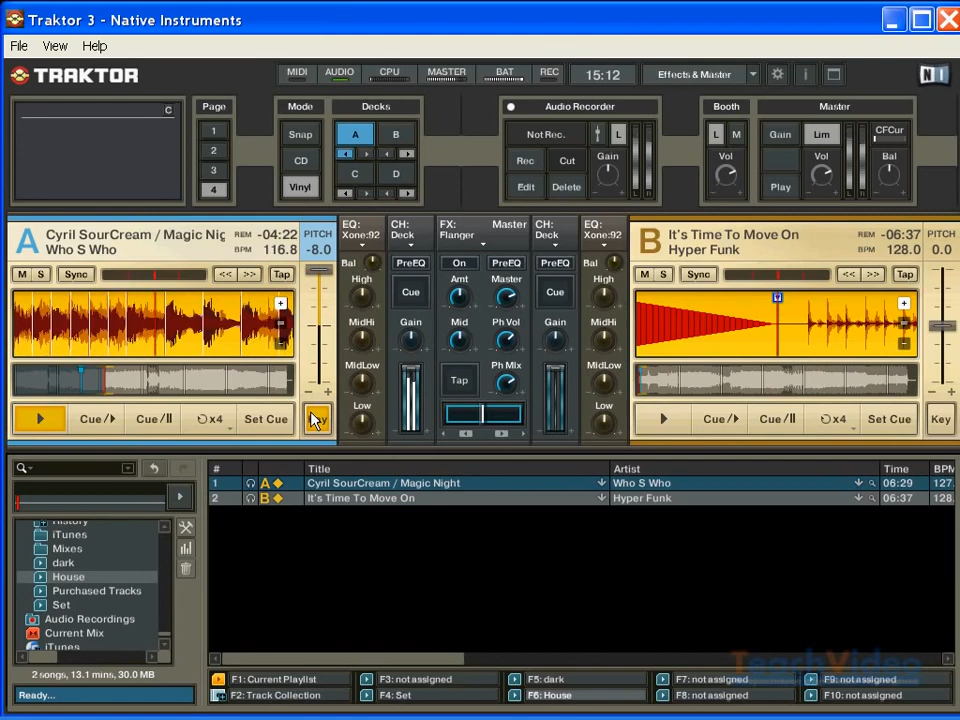 Traktor 3 - Native Instruments
File View Help
TRAKTOR
MIDI AUDIO CPU MASTER BAT REC 15:12 Effects & Master i NI
C
Page
1
2
3
4
Mode
Snap
CD
Vinyl
Decks
A B
C D
Audio Recorder
Not Rec. L
Rec Cut Gain
Edit Delete
L R
Booth
L M
Vol
Master
Gain Lim CFCur
Vol Bal
Play
L R
A Cyril SourCream / Magic Nig REM -04:22 PITCH
Who S Who BPM 116.8 -8.0
M S Sync << >> Tap
Cue/ Cue/II x4 Set Cue
EQ:
Xone:92
Bal
High
MidHi
MidLow
Low
CH:
Deck
PreEQ
Cue
Gain
FX: Master
Flanger
On PreEQ
Amt Master
Mid Ph Vol
Tap Ph Mix
CH:
Deck
PreEQ
Cue
Gain
EQ:
Xone:92
Bal
High
MidHi
MidLow
Low
B It's Time To Move On REM -06:37 PITCH
Hyper Funk BPM 128.0 0.0
M S Sync << >> Tap
Cue/ Cue/II x4 Set Cue Key
History
iTunes
Mixes
dark
House
Purchased Tracks
Set
Audio Recordings
Current Mix
iTunes
2 songs, 13.1 mins, 30.0 MB
Ready...
# Title Artist Time BPM
1 A Cyril SourCream / Magic Night Who S Who 06:29 127.
2 B It's Time To Move On Hyper Funk 06:37 128.
F1: Current Playlist F3: not assigned F5: dark F7: not assigned F9: not assigned
F2: Track Collection F4: Set F6: House F8: not assigned F10: not assigned
TeachVideo